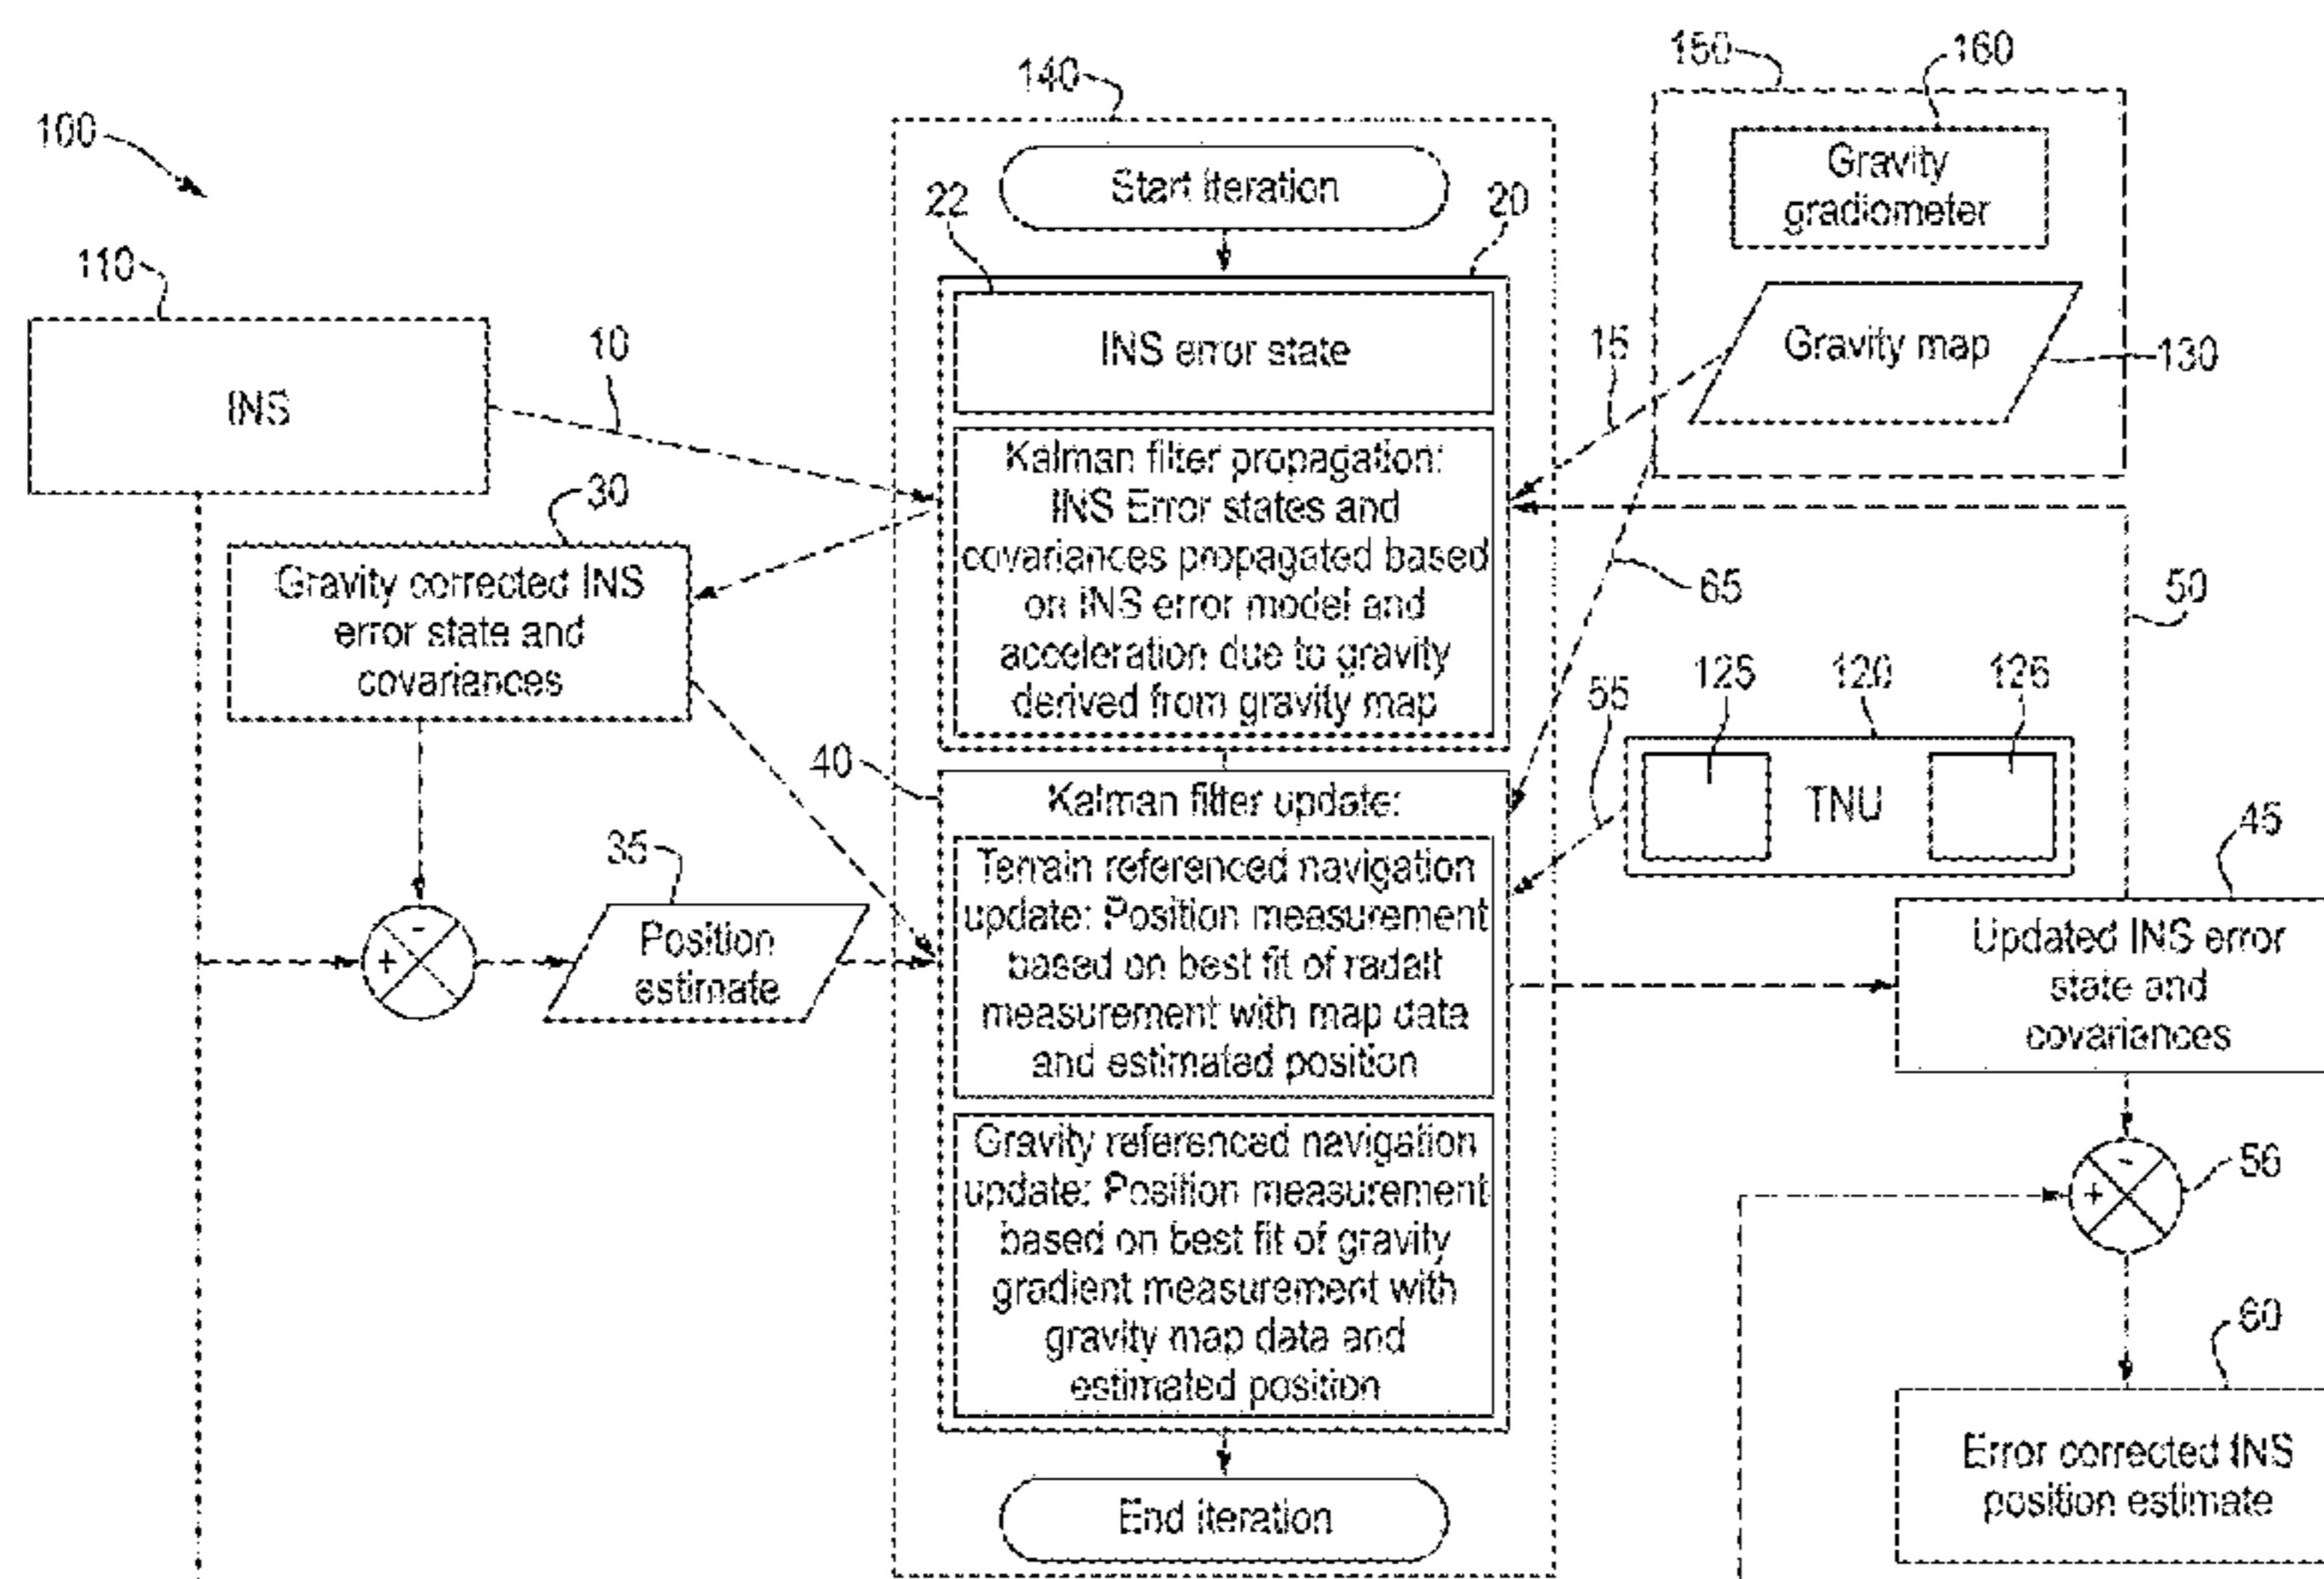 100
110
INS
10
30
Gravity corrected INS
error state and
covariances
35
Position
estimate
+
-
140
Start iteration
22
20
INS error state
Kalman filter propagation:
INS Error states and
covariances propagated based
on INS error model and
acceleration due to gravity
derived from gravity map
40
Kalman filter update:
Terrain referenced navigation
update: Position measurement
based on best fit of radalt
measurement with map data
and estimated position
Gravity referenced navigation
update: Position measurement
based on best fit of gravity
gradient measurement with
gravity map data and
estimated position
End iteration
150
160
Gravity
gradiometer
Gravity map
130
15
65
50
55
125
120
126
TNU
45
Updated INS error
state and
covariances
-
+
56
60
Error corrected INS
position estimate